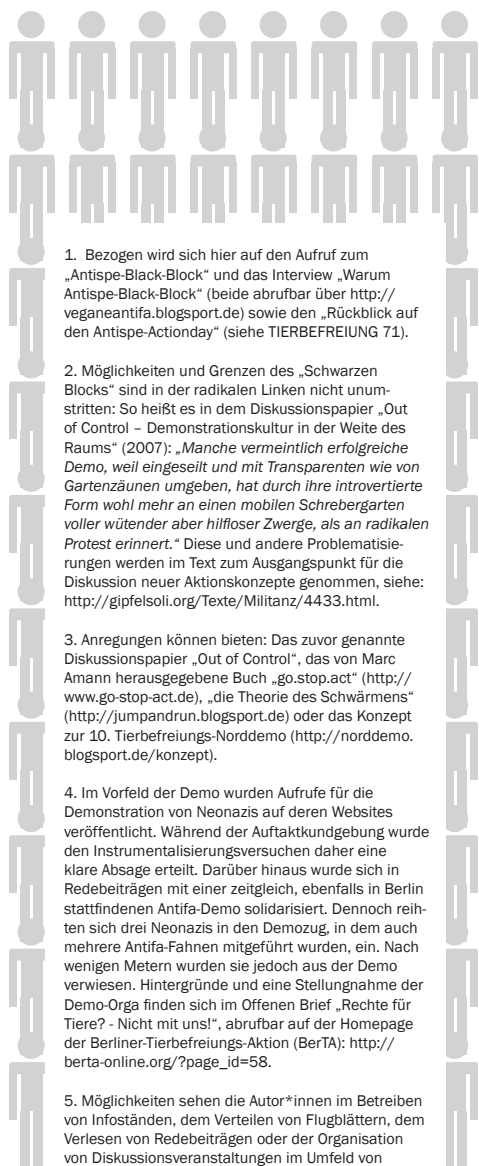 1.  Bezogen wird sich hier auf den Aufruf zum
„Antispe-Black-Block“ und das Interview „Warum
Antispe-Black-Block“ (beide abrufbar über http://
veganeantifa.blogsport.de) sowie den „Rückblick auf
den Antispe-Actionday“ (siehe TIERBEFREIUNG 71).

2. Möglichkeiten und Grenzen des „Schwarzen
Blocks“ sind in der radikalen Linken nicht unum-
stritten: So heißt es in dem Diskussionspapier „Out
of Control – Demonstrationskultur in der Weite des
Raums“ (2007): „Manche vermeintlich erfolgreiche
Demo, weil eingeseilt und mit Transparenten wie von
Gartenzäunen umgeben, hat durch ihre introvertierte
Form wohl mehr an einen mobilen Schrebergarten
voller wütender aber hilfloser Zwerge, als an radikalen
Protest erinnert.“ Diese und andere Problematisie-
rungen werden im Text zum Ausgangspunkt für die
Diskussion neuer Aktionskonzepte genommen, siehe:
http://gipfelsoli.org/Texte/Militanz/4433.html.

3. Anregungen können bieten: Das zuvor genannte
Diskussionspapier „Out of Control“, das von Marc
Amann herausgegebene Buch „go.stop.act“ (http://
www.go-stop-act.de), „die Theorie des Schwärmens“
(http://jumpandrun.blogsport.de) oder das Konzept
zur 10. Tierbefreiungs-Norddemo (http://norddemo.
blogsport.de/konzept).

4. Im Vorfeld der Demo wurden Aufrufe für die
Demonstration von Neonazis auf deren Websites
veröffentlicht. Während der Auftaktkundgebung wurde
den Instrumentalisierungsversuchen daher eine
klare Absage erteilt. Darüber hinaus wurde sich in
Redebeiträgen mit einer zeitgleich, ebenfalls in Berlin
stattfindenen Antifa-Demo solidarisiert. Dennoch reih-
ten sich drei Neonazis in den Demozug, in dem auch
mehrere Antifa-Fahnen mitgeführt wurden, ein. Nach
wenigen Metern wurden sie jedoch aus der Demo
verwiesen. Hintergründe und eine Stellungnahme der
Demo-Orga finden sich im Offenen Brief „Rechte für
Tiere? - Nicht mit uns!“, abrufbar auf der Homepage
der Berliner-Tierbefreiungs-Aktion (BerTA): http://
berta-online.org/?page_id=58.

5. Möglichkeiten sehen die Autor*innen im Betreiben
von Infoständen, dem Verteilen von Flugblättern, dem
Verlesen von Redebeiträgen oder der Organisation
von Diskussionsveranstaltungen im Umfeld von